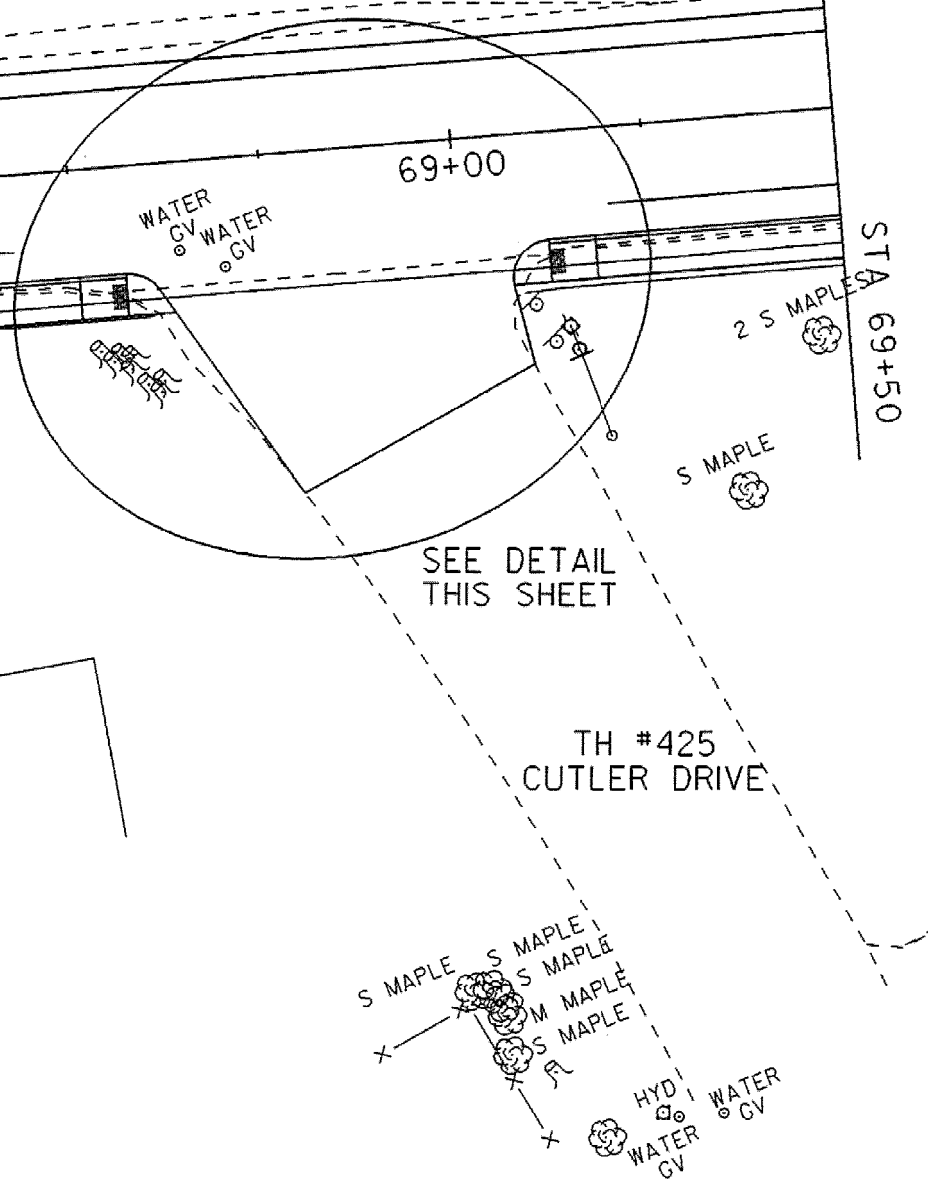 69+00
WATER
GV
WATER
GV
STA 69+50
2 S MAPLES
S MAPLE
SEE DETAIL
THIS SHEET
TH #425
CUTLER DRIVE
S MAPLE
S MAPLE
S MAPLE
M MAPLE
S MAPLE
HYD
WATER
GV
WATER
GV